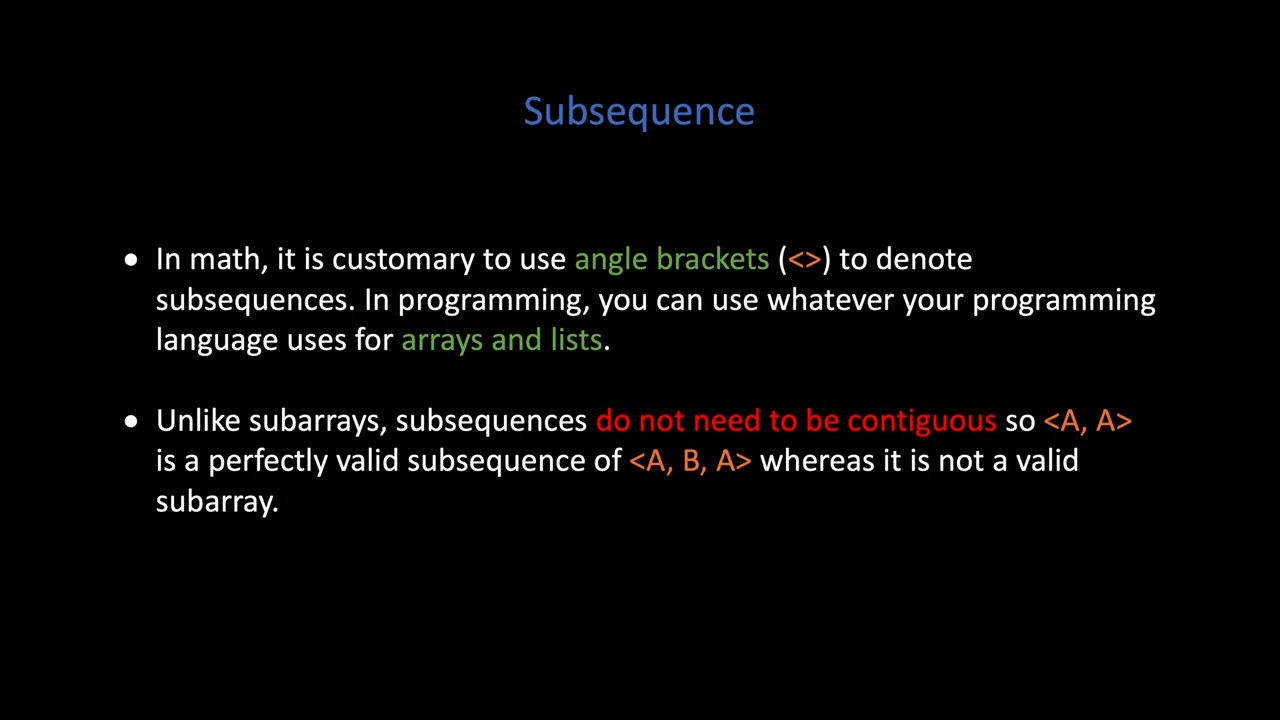 Subsequence
• In math, it is customary to use angle brackets (<>) to denote
subsequences. In programming, you can use whatever your programming
language uses for arrays and lists.
• Unlike subarrays, subsequences do not need to be contiguous so <A, A>
is a perfectly valid subsequence of <A, B, A> whereas it is not a valid
subarray.